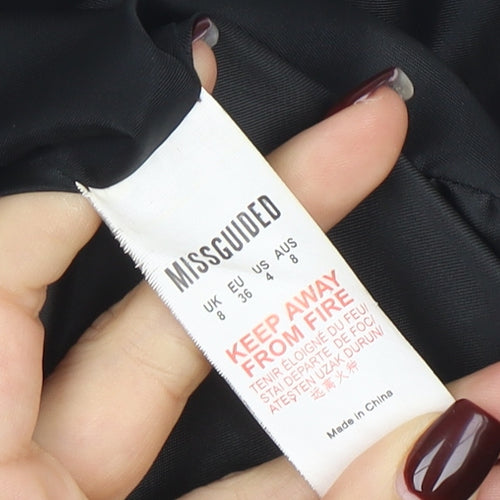 MISSGUIDED
UK EU US AUS
8 36 4 8
KEEP AWAY
FROM FIRE
TENIR ÉLOIGNÉ DU FEU/
STAI DEPARTE DE FOC/
ATEŞTEN UZAK DURUN/
远离火种
Made in China